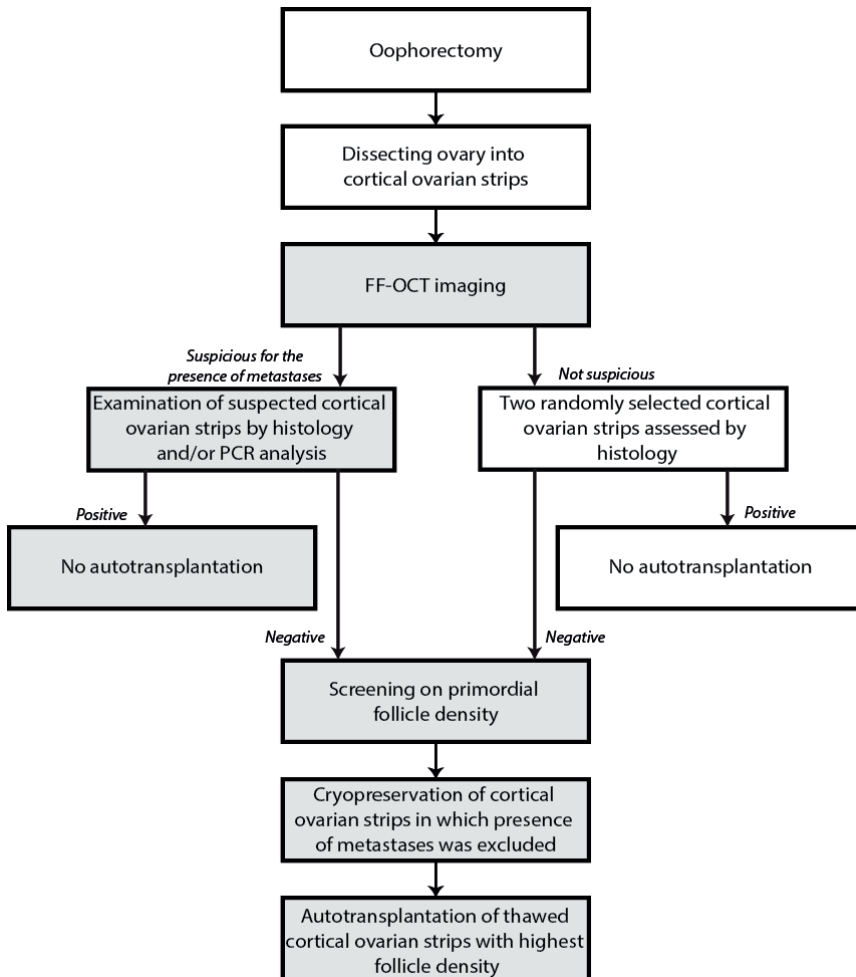 Oophorectomy
Dissecting ovary into
cortical ovarian strips
FF-OCT imaging
Suspicious for the
presence of metastases
Not suspicious
Examination of suspected cortical
ovarian strips by histology
and/or PCR analysis
Two randomly selected cortical
ovarian strips assessed by
histology
Positive
Positive
No autotransplantation
No autotransplantation
Negative
Negative
Screening on primordial
follicle density
Cryopreservation of cortical
ovarian strips in which presence
of metastases was excluded
Autotransplantation of thawed
cortical ovarian strips with highest
follicle density